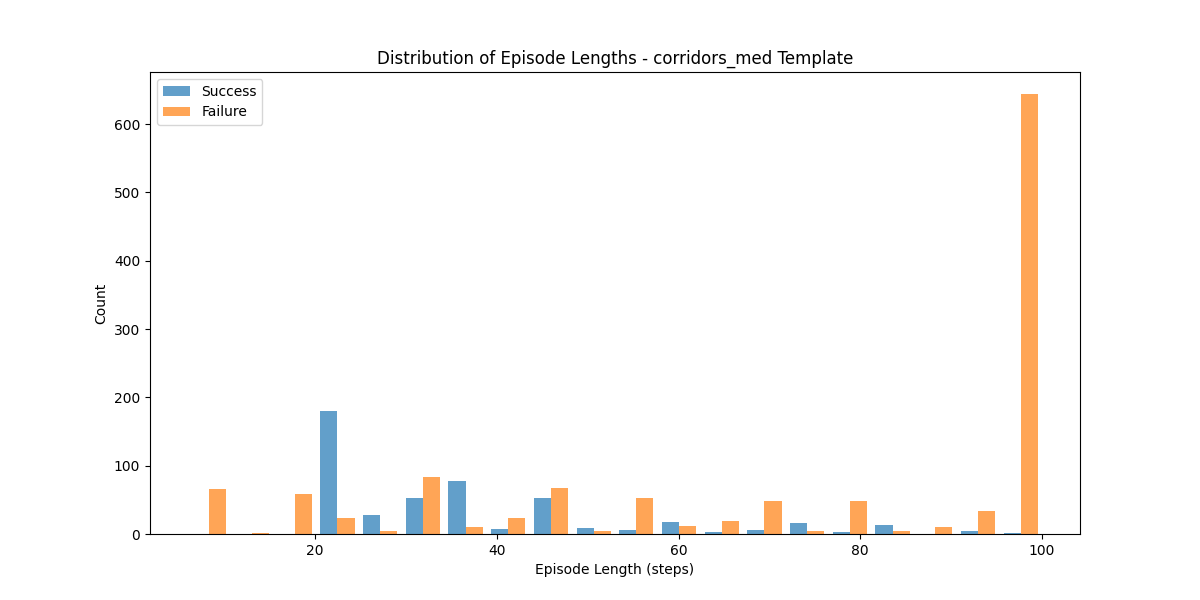 Distribution of Episode Lengths - corridors_med Template
Success
Failure
600
500
400
300
200
100
0
Count
20
40
60
80
100
Episode Length (steps)